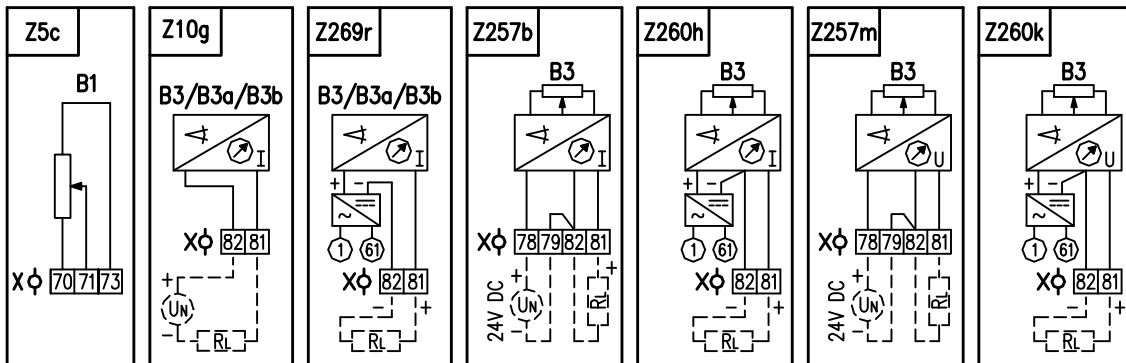 Z5c
B1
X 70 71 73
Z10g
B3/B3a/B3b
I
X 82 81
+
UN
-
RL
Z269r
B3/B3a/B3b
I
+ -
~
1 61
X 82 81
- +
RL
Z257b
B3
I
X 78 79 82 81
+ +
24V DC UN RL
-
Z260h
B3
I
+ -
~
1 61
X 82 81
- +
RL
Z257m
B3
U
X 78 79 82 81
+
24V DC UN RL
-
Z260k
B3
U
+ -
~
1 61
X 82 81
- +
RL